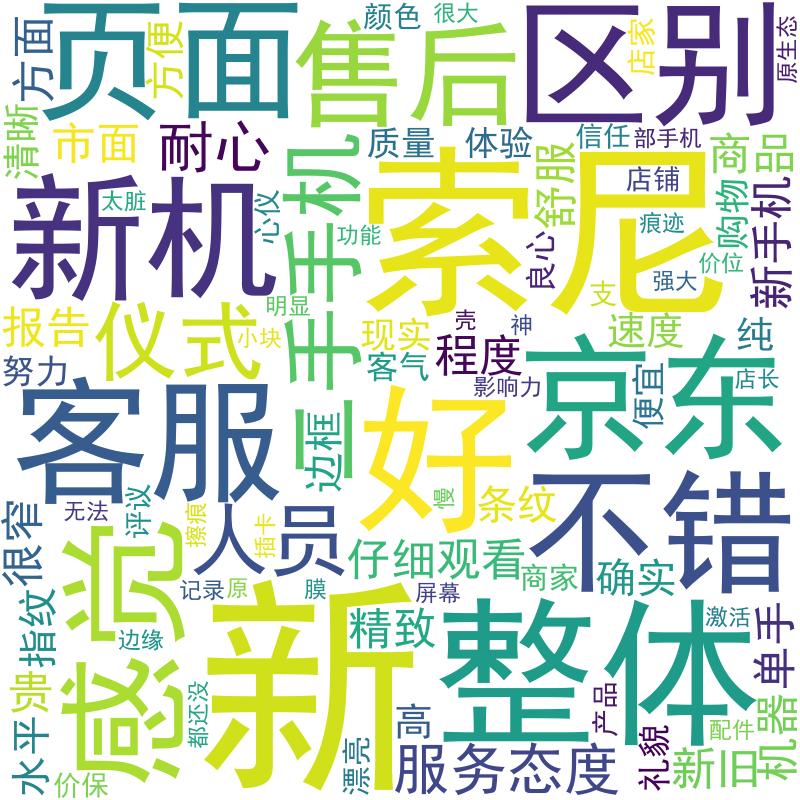 页面
售后
区别
方面
方便
颜色
很大
店家
原生态
清晰
市面
耐心
质量
体验
信任
部手机
商品
新机
太脏
心仪
二手手机
功能
索尼
舒服
良心
店铺
痕迹
购物
价位
强大
新手机
报告
仪式
明显
小块
现实
壳
神
支
速度
纯
努力
客气
程度
影响力
京东
便宜
店长
客服
边框
好
不错
很窄
无法
评议
擦痕
插卡
人员
慢
条纹
仔细观看
商家
确实
感觉
指纹
记录
原
膜
屏幕
新
精致
整体
激活
单手
边缘
贵
都还没
水平
价保
漂亮
高
服务态度
产品
礼貌
新旧
配件
机器